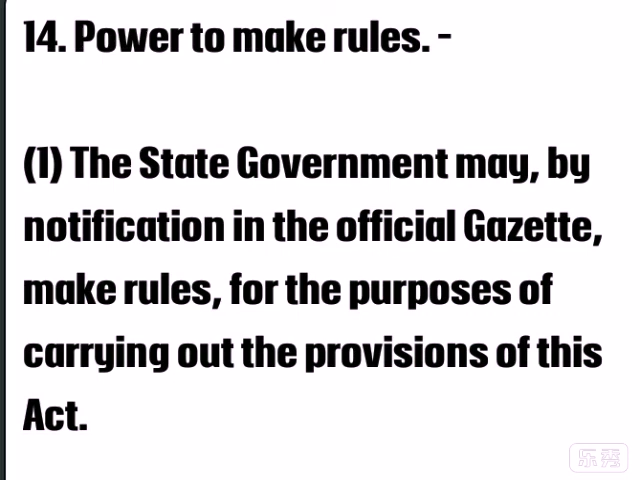 14. Power to make rules. -
(1) The State Government may, by
notification in the official Gazette,
make rules, for the purposes of
carrying out the provisions of this
Act.
乐秀